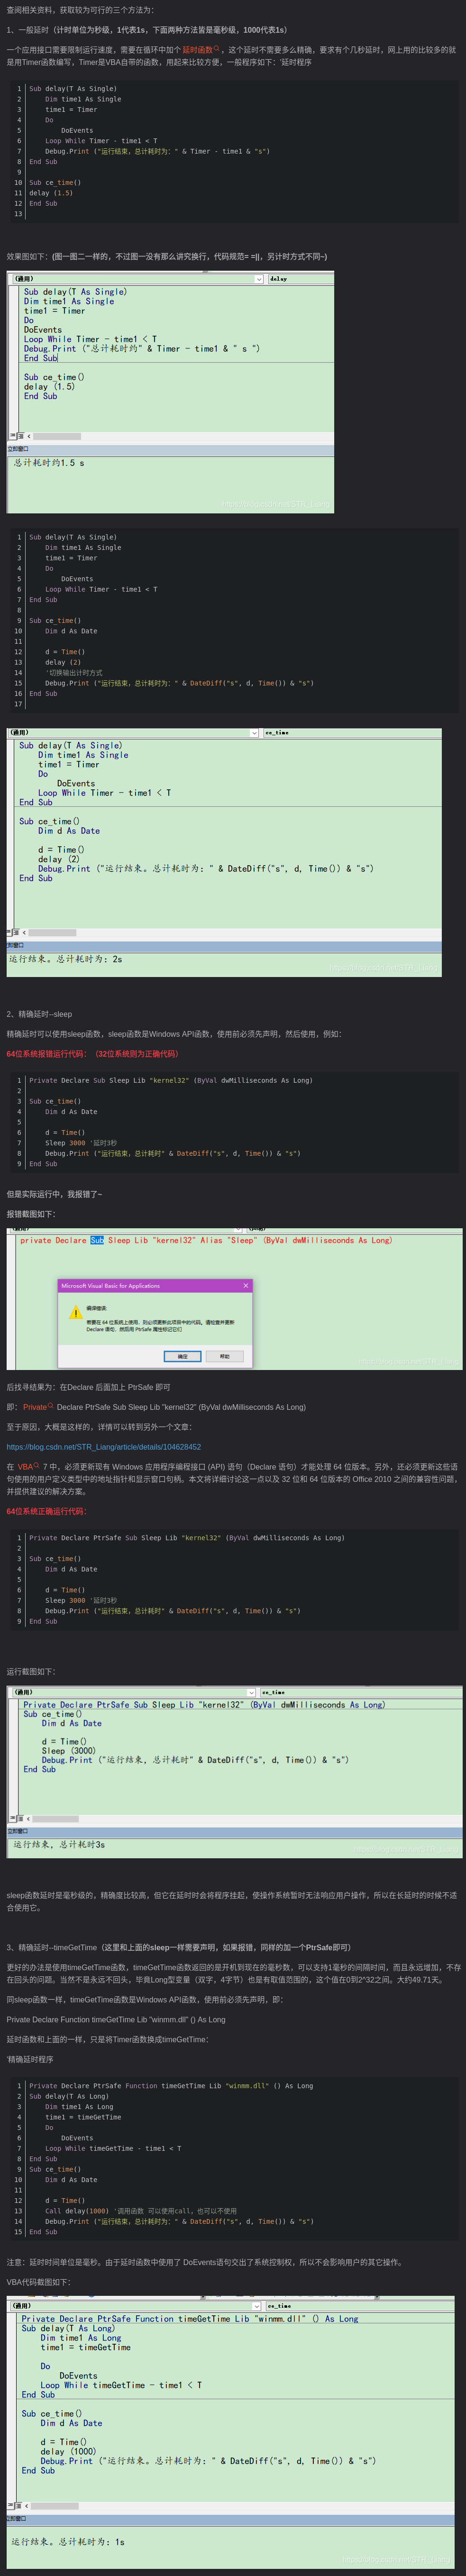 查阅相关资料，获取较为可行的三个方法为：
1、一般延时（计时单位为秒级，1代表1s，下面两种方法皆是毫秒级，1000代表1s）
一个应用接口需要限制运行速度，需要在循环中加个 延时函数 ，这个延时不需要多么精确，要求有个几秒延时，网上用的比较多的就
是用Timer函数编写，Timer是VBA自带的函数，用起来比较方便，一般程序如下：'延时程序
1 Sub delay(T As Single)
2 Dim time1 As Single
3 time1 = Timer
4 Do
5 DoEvents
6 Loop While Timer - time1 < T
7 Debug.Print ("运行结束，总计耗时为：" & Timer - time1 & "s")
8 End Sub
9
10 Sub ce_time()
11 delay (1.5)
12 End Sub
13
效果图如下：(图一图二一样的，不过图一没有那么讲究换行，代码规范= =||，另计时方式不同~)
(通用) delay
Sub delay(T As Single)
Dim time1 As Single
time1 = Timer
Do
DoEvents
Loop While Timer - time1 < T
Debug.Print ("总计耗时约" & Timer - time1 & " s ")
End Sub
Sub ce_time()
delay (1.5)
End Sub
立即窗口
总计耗时约1.5 s
1 Sub delay(T As Single)
2 Dim time1 As Single
3 time1 = Timer
4 Do
5 DoEvents
6 Loop While Timer - time1 < T
7 End Sub
8
9 Sub ce_time()
10 Dim d As Date
11
12 d = Time()
13 delay (2)
14 '切换输出计时方式
15 Debug.Print ("运行结束，总计耗时为：" & DateDiff("s", d, Time()) & "s")
16 End Sub
17
(通用) ce_time
Sub delay(T As Single)
Dim time1 As Single
time1 = Timer
Do
DoEvents
Loop While Timer - time1 < T
End Sub
Sub ce_time()
Dim d As Date
d = Time()
delay (2)
Debug.Print ("运行结束。总计耗时为：" & DateDiff("s", d, Time()) & "s")
End Sub
立即窗口
运行结束。总计耗时为：2s
2、精确延时--sleep
精确延时可以使用sleep函数，sleep函数是Windows API函数，使用前必须先声明，然后使用，例如：
64位系统报错运行代码：（32位系统则为正确代码）
1 Private Declare Sub Sleep Lib "kernel32" (ByVal dwMilliseconds As Long)
2
3 Sub ce_time()
4 Dim d As Date
5
6 d = Time()
7 Sleep 3000 '延时3秒
8 Debug.Print ("运行结束，总计耗时" & DateDiff("s", d, Time()) & "s")
9 End Sub
但是实际运行中，我报错了~
报错截图如下：
(通用)
private Declare Sub Sleep Lib "kernel32" Alias "Sleep" (ByVal dwMilliseconds As Long)
Microsoft Visual Basic for Applications
编译错误:
若要在 64 位系统上使用，则必须更新此项目中的代码。请检查并更新
Declare 语句，然后用 PtrSafe 属性标记它们
确定 帮助
后找寻结果为：在Declare 后面加上 PtrSafe 即可
即： Private Declare PtrSafe Sub Sleep Lib "kernel32" (ByVal dwMilliseconds As Long)
至于原因，大概是这样的，详情可以转到另外一个文章：
https://blog.csdn.net/STR_Liang/article/details/104628452
在 VBA 7 中，必须更新现有 Windows 应用程序编程接口 (API) 语句（Declare 语句）才能处理 64 位版本。另外，还必须更新这些语
句使用的用户定义类型中的地址指针和显示窗口句柄。本文将详细讨论这一点以及 32 位和 64 位版本的 Office 2010 之间的兼容性问题，
并提供建议的解决方案。
64位系统正确运行代码：
1 Private Declare PtrSafe Sub Sleep Lib "kernel32" (ByVal dwMilliseconds As Long)
2
3 Sub ce_time()
4 Dim d As Date
5
6 d = Time()
7 Sleep 3000 '延时3秒
8 Debug.Print ("运行结束，总计耗时" & DateDiff("s", d, Time()) & "s")
9 End Sub
运行截图如下：
(通用) ce_time
Private Declare PtrSafe Sub Sleep Lib "kernel32" (ByVal dwMilliseconds As Long)
Sub ce_time()
Dim d As Date
d = Time()
Sleep (3000)
Debug.Print ("运行结束，总计耗时" & DateDiff("s", d, Time()) & "s")
End Sub
立即窗口
运行结束，总计耗时3s
sleep函数延时是毫秒级的，精确度比较高，但它在延时时会将程序挂起，使操作系统暂时无法响应用户操作，所以在长延时的时候不适
合使用它。
3、精确延时--timeGetTime（这里和上面的sleep一样需要声明，如果报错，同样的加一个PtrSafe即可）
更好的办法是使用timeGetTime函数，timeGetTime函数返回的是开机到现在的毫秒数，可以支持1毫秒的间隔时间，而且永远增加，不存
在回头的问题。当然不是永远不回头，毕竟Long型变量（双字，4字节）也是有取值范围的，这个值在0到2^32之间。大约49.71天。
同sleep函数一样，timeGetTime函数是Windows API函数，使用前必须先声明，即：
Private Declare Function timeGetTime Lib "winmm.dll" () As Long
延时函数和上面的一样，只是将Timer函数换成timeGetTime：
'精确延时程序
1 Private Declare PtrSafe Function timeGetTime Lib "winmm.dll" () As Long
2 Sub delay(T As Long)
3 Dim time1 As Long
4 time1 = timeGetTime
5 Do
6 DoEvents
7 Loop While timeGetTime - time1 < T
8 End Sub
9 Sub ce_time()
10 Dim d As Date
11
12 d = Time()
13 Call delay(1000) '调用函数 可以使用call，也可以不使用
14 Debug.Print ("运行结束，总计耗时为：" & DateDiff("s", d, Time()) & "s")
15 End Sub
注意：延时时间单位是毫秒。由于延时函数中使用了 DoEvents语句交出了系统控制权，所以不会影响用户的其它操作。
VBA代码截图如下：
(通用) ce_time
Private Declare PtrSafe Function timeGetTime Lib "winmm.dll" () As Long
Sub delay(T As Long)
Dim time1 As Long
time1 = timeGetTime
Do
DoEvents
Loop While timeGetTime - time1 < T
End Sub
Sub ce_time()
Dim d As Date
d = Time()
delay (1000)
Debug.Print ("运行结束。总计耗时为：" & DateDiff("s", d, Time()) & "s")
End Sub
立即窗口
运行结束。总计耗时为：1s